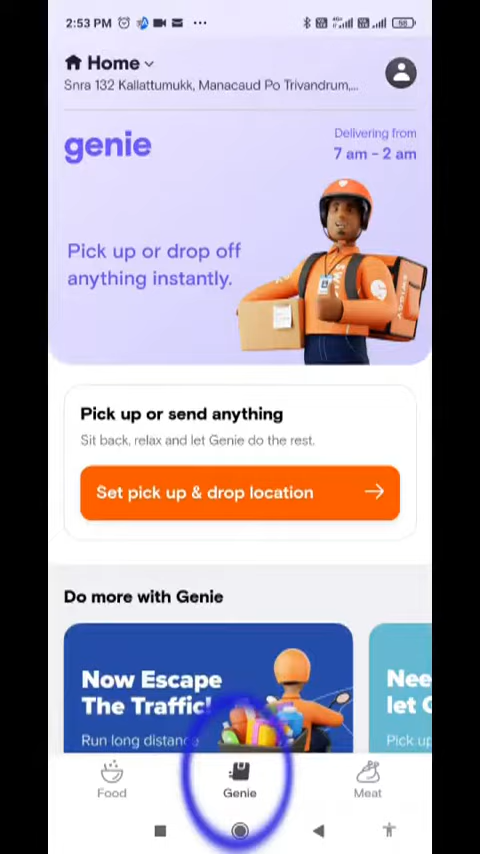 2:53 PM
Home
Snra 132 Kallattumukk, Manacaud Po Trivandrum,...
genie
Delivering from
7 am - 2 am
Pick up or drop off
anything instantly.
Pick up or send anything
Sit back, relax and let Genie do the rest.
Set pick up & drop location
Do more with Genie
Now Escape
The Traffic!
Run long distance
Nee
let G
Pick up
Food
Genie
Meat